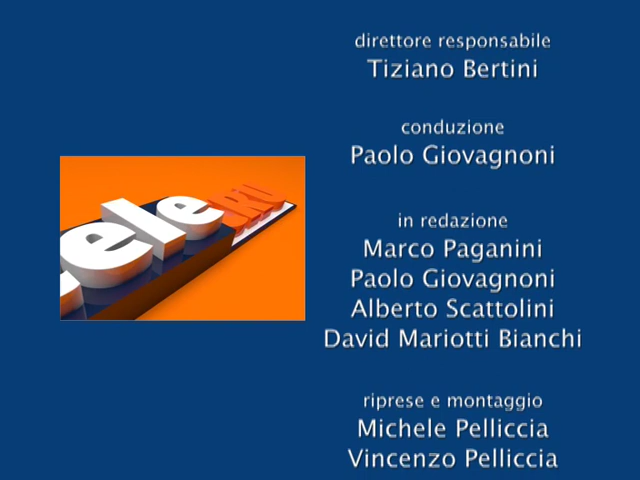 direttore responsabile
Tiziano Bertini
conduzione
Paolo Giovagnoni
in redazione
Marco Paganini
Paolo Giovagnoni
Alberto Scattolini
David Mariotti Bianchi
riprese e montaggio
Michele Pelliccia
Vincenzo Pelliccia
tele